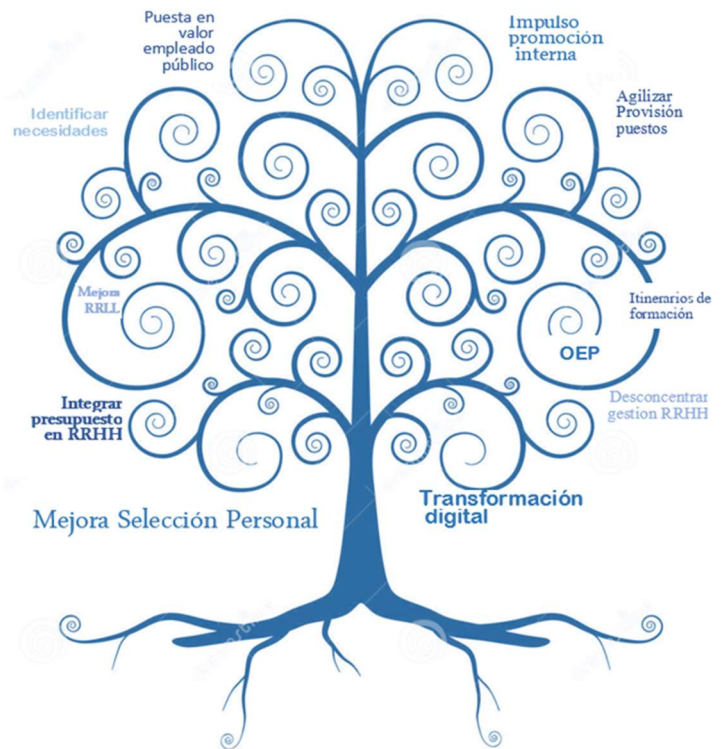 Puesta en
valor
empleado
público
Impulso
promoción
interna
Identificar
necesidades
Agilizar
Provisión
puestos
Mejora
RRLL
Itinerarios de
formación
OEP
Integrar
presupuesto
en RRHH
Desconcentrar
gestion RRHH
Mejora Selección Personal
Transformación
digital